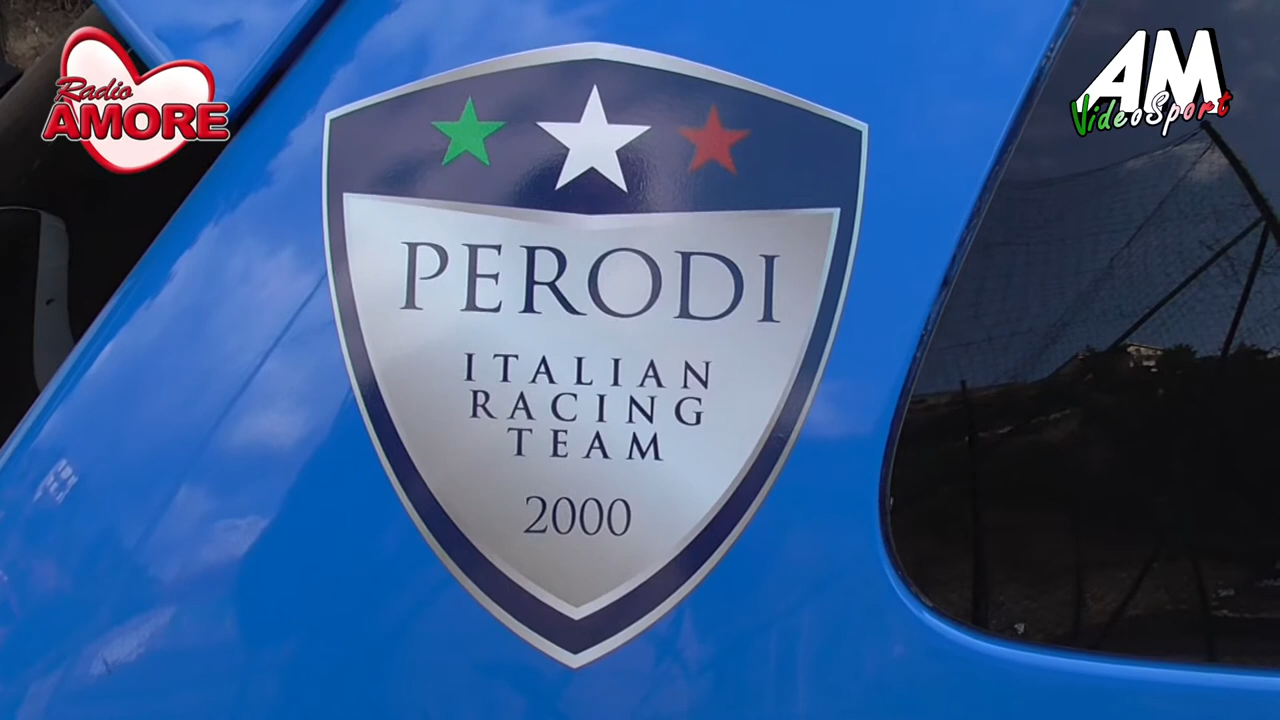 Radio
AMORE
AM
VideoSport
PERODI
ITALIAN
RACING
TEAM
2000